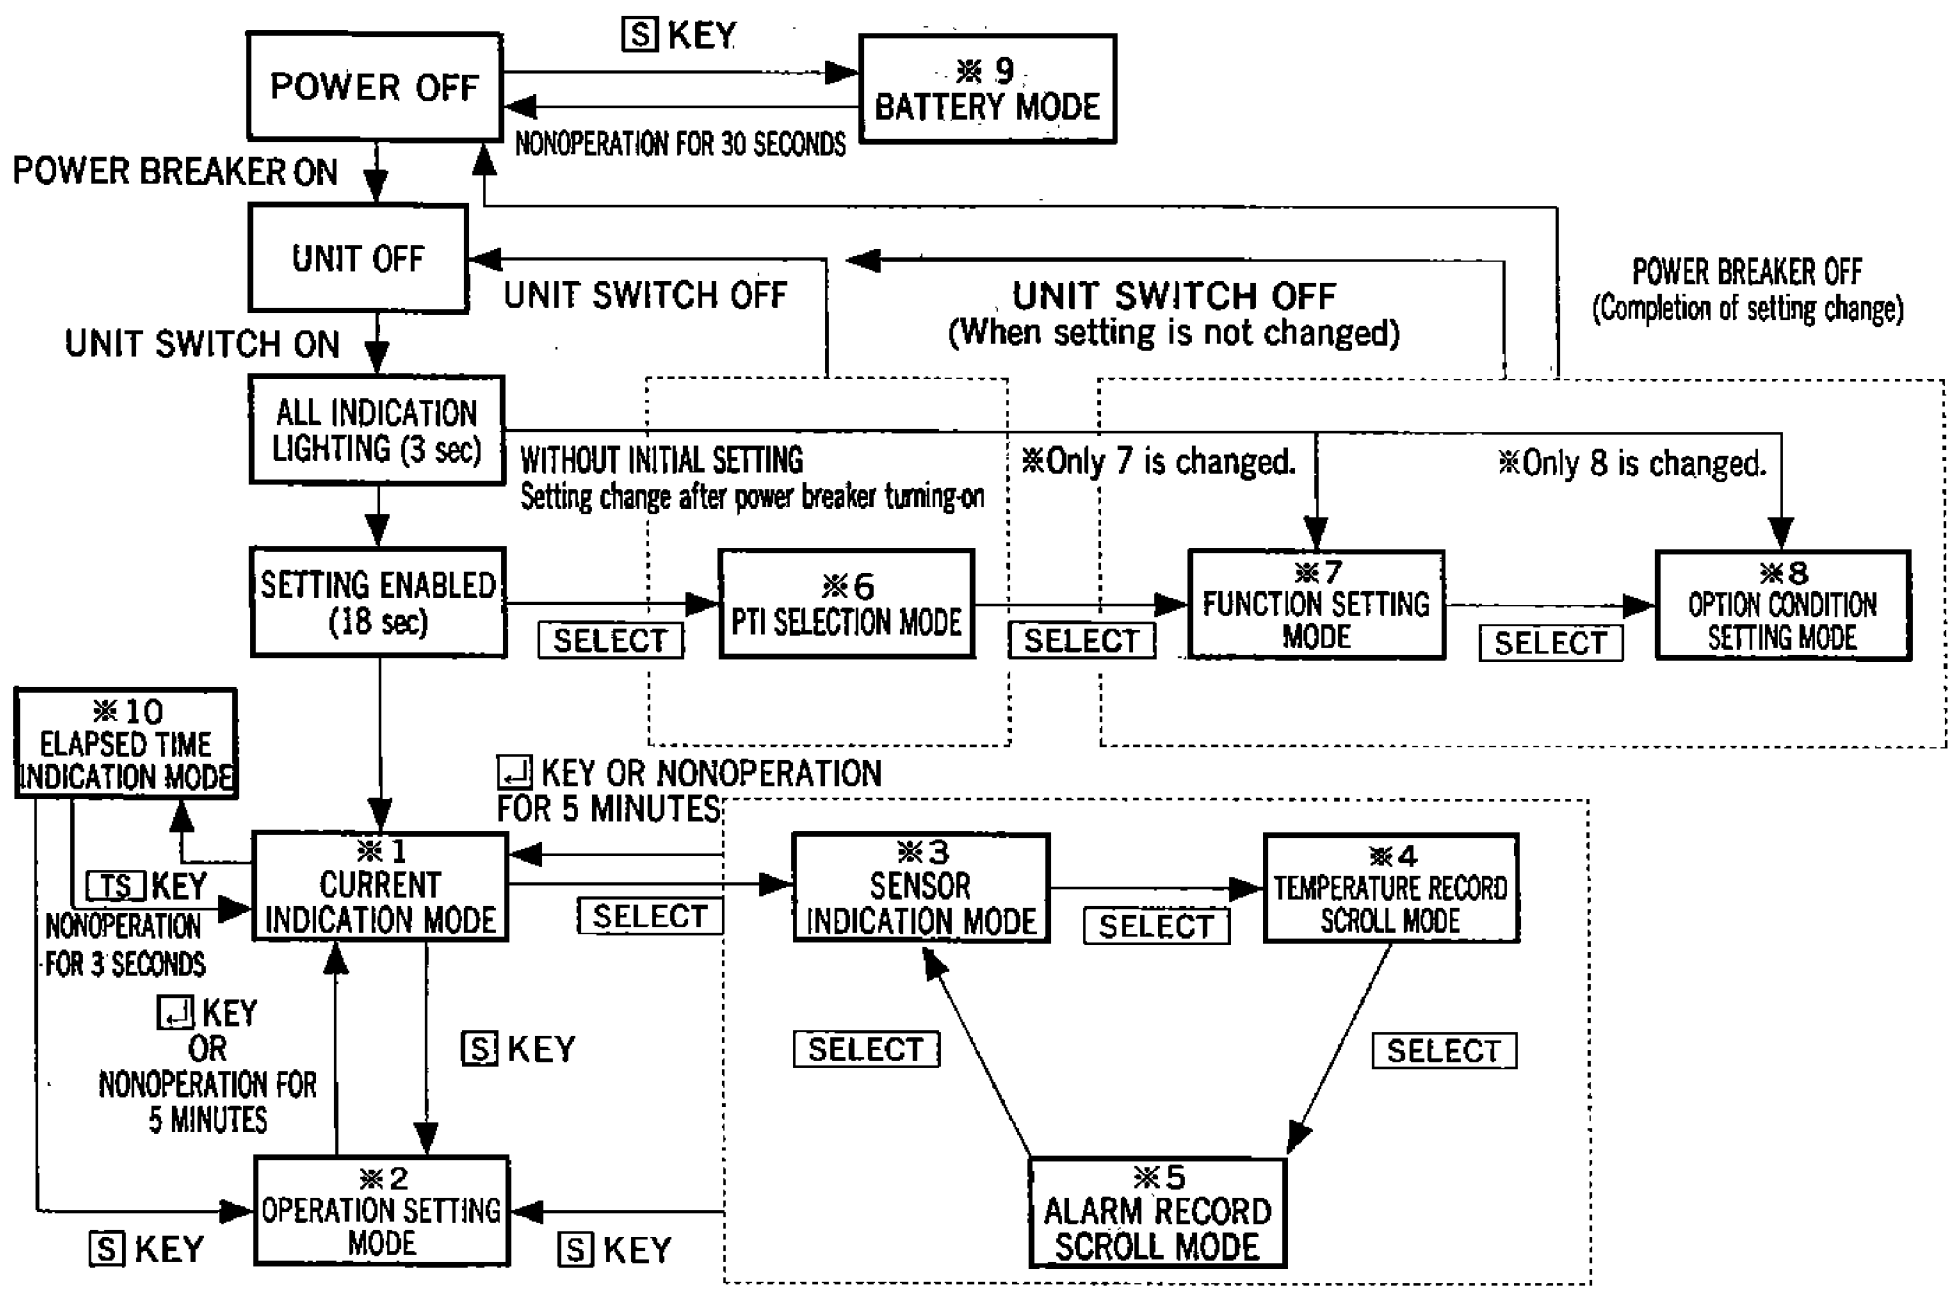 S KEY
POWER OFF
※9
BATTERY MODE
NONOPERATION FOR 30 SECONDS
POWER BREAKER ON
UNIT OFF
UNIT SWITCH OFF
UNIT SWITCH OFF
(When setting is not changed)
POWER BREAKER OFF
(Completion of setting change)
UNIT SWITCH ON
ALL INDICATION
LIGHTING (3 sec)
WITHOUT INITIAL SETTING
Setting change after power breaker turning-on
※Only 7 is changed.
※Only 8 is changed.
SETTING ENABLED
(18 sec)
SELECT
※6
PTI SELECTION MODE
SELECT
※7
FUNCTION SETTING
MODE
SELECT
※8
OPTION CONDITION
SETTING MODE
※10
ELAPSED TIME
INDICATION MODE
↵ KEY OR NONOPERATION
FOR 5 MINUTES
TS KEY
NONOPERATION
FOR 3 SECONDS
※1
CURRENT
INDICATION MODE
SELECT
※3
SENSOR
INDICATION MODE
SELECT
※4
TEMPERATURE RECORD
SCROLL MODE
↵ KEY
OR
NONOPERATION FOR
5 MINUTES
S KEY
SELECT
SELECT
※2
OPERATION SETTING
MODE
※5
ALARM RECORD
SCROLL MODE
S KEY
S KEY